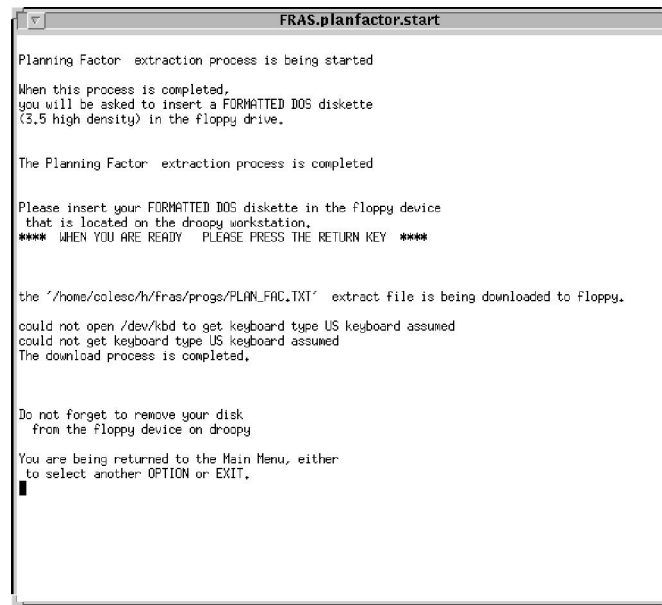 FRAS.planfactor.start
Planning Factor extraction process is being started
When this process is completed,
you will be asked to insert a FORMATTED DOS diskette
(3.5 high density) in the floppy drive.
The Planning Factor extraction process is completed
Please insert your FORMATTED DOS diskette in the floppy device
that is located on the droopy workstation.
**** WHEN YOU ARE READY PLEASE PRESS THE RETURN KEY ****
the '/home/colesc/h/fras/progs/PLAN_FAC.TXT' extract file is being downloaded to floppy.
could not open /dev/kbd to get keyboard type US keyboard assumed
could not get keyboard type US keyboard assumed
The download process is completed.
Do not forget to remove your disk
from the floppy device on droopy
You are being returned to the Main Menu, either
to select another OPTION or EXIT.